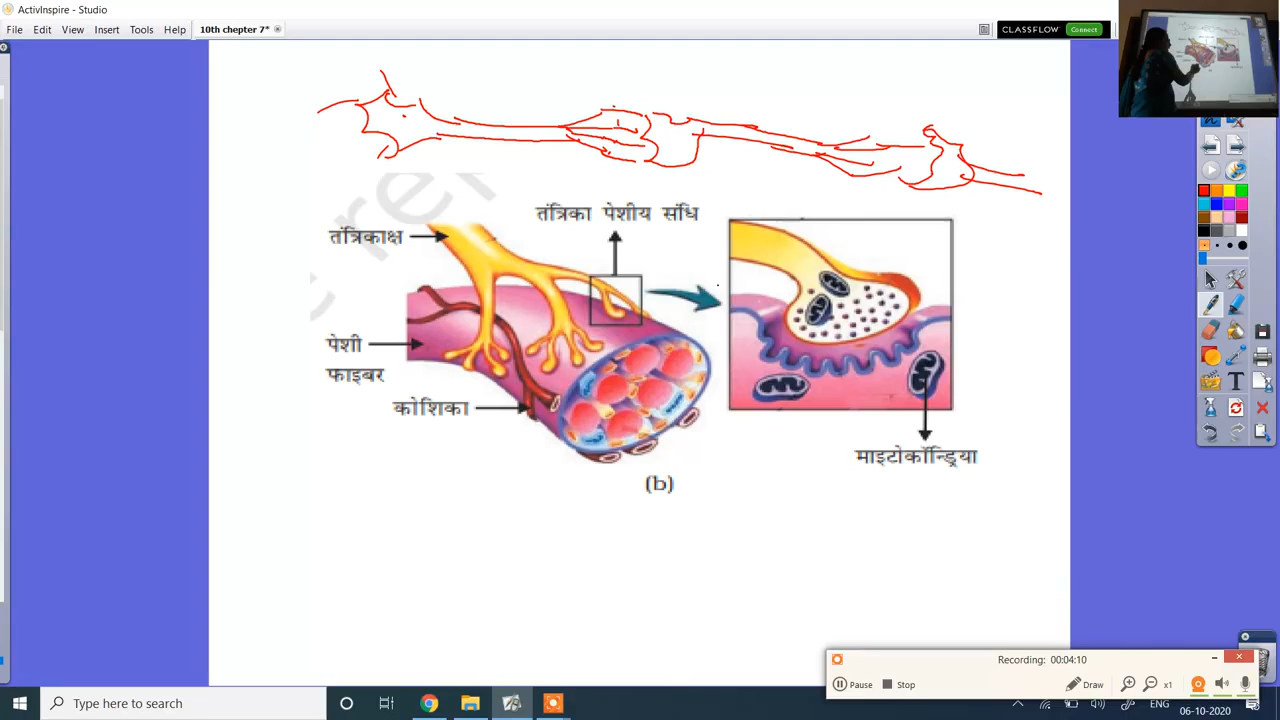 ActivInspire - Studio
File Edit View Insert Tools Help
10th chepter 7*
CLASSFLOW Connect
तंत्रिका पेशीय संधि
तंत्रिकाक्ष
पेशी
फाइबर
कोशिका
माइटोकॉन्ड्रिया
(b)
Recording: 00:04:10
Pause Stop Draw x1
Type here to search
ENG
06-10-2020